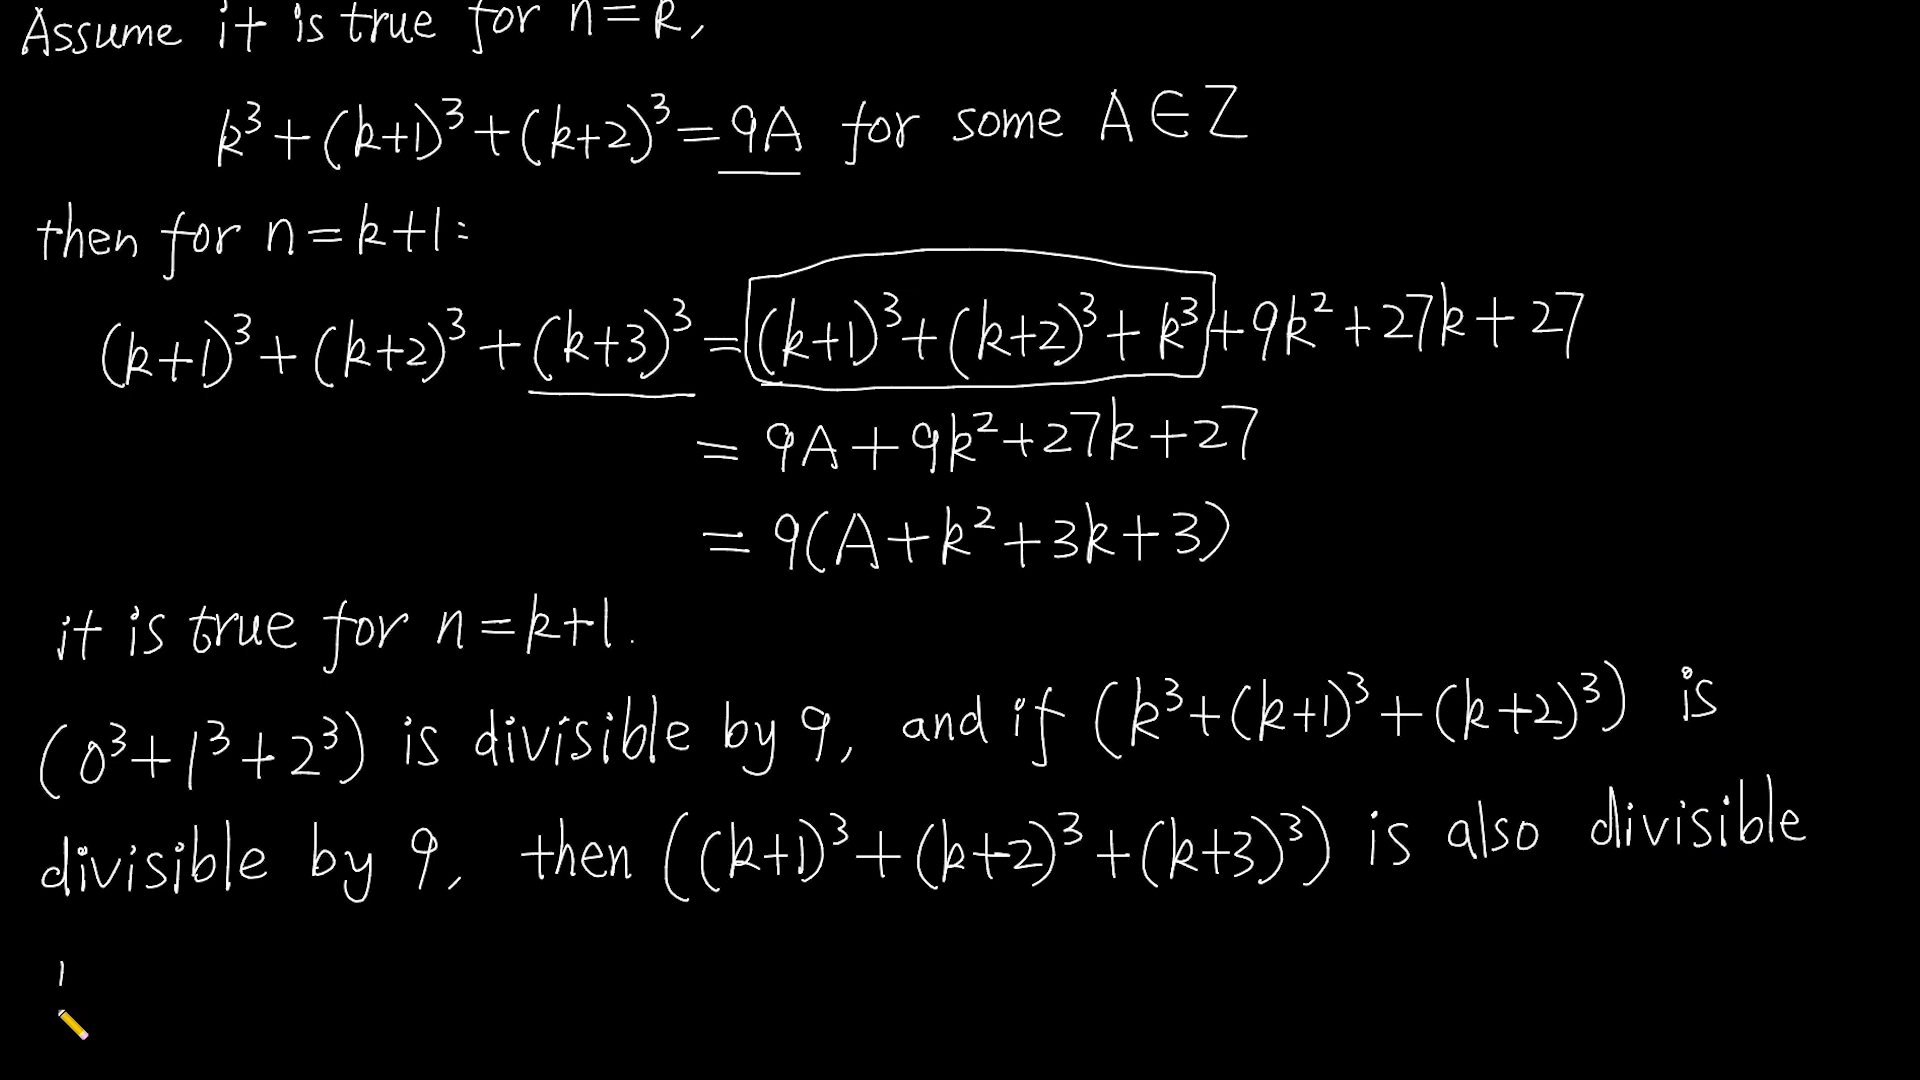 Assume it is true for n=k,
k³+(k+1)³+(k+2)³=9A for some A∈Z
then for n=k+1:
(k+1)³+(k+2)³+(k+3)³=(k+1)³+(k+2)³+k³+9k²+27k+27
= 9A+9k²+27k+27
= 9(A+k²+3k+3)
it is true for n=k+1.
(0³+1³+2³) is divisible by 9, and if (k³+(k+1)³+(k+2)³) is
divisible by 9, then ((k+1)³+(k+2)³+(k+3)³) is also divisible